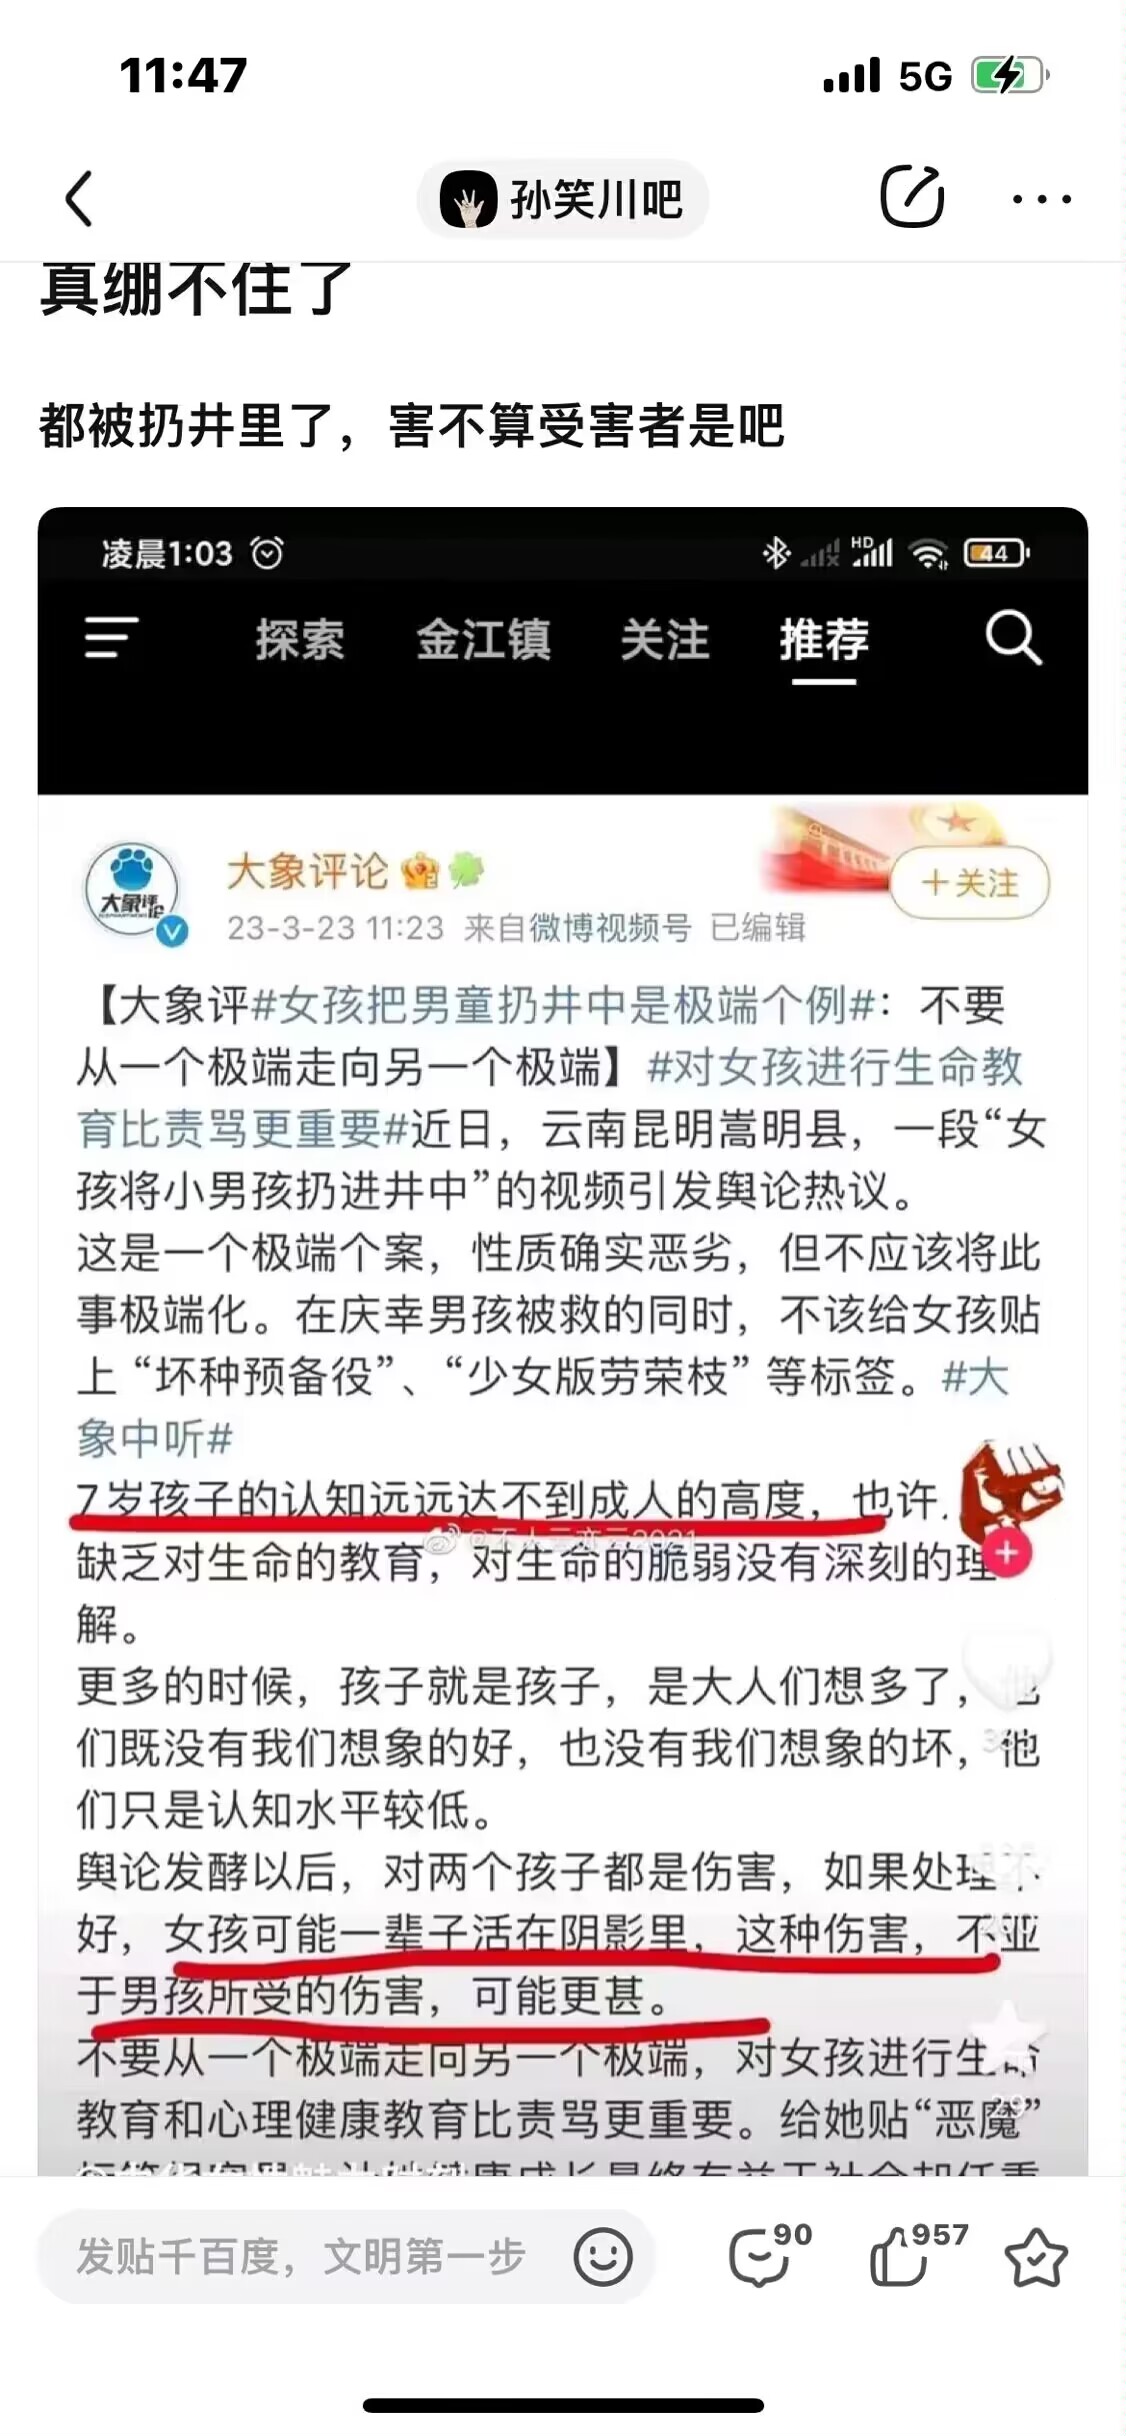 11:47
5G
孙笑川吧
真绷不住了
都被扔井里了，害不算受害者是吧
凌晨1:03
HD
44
探索 金江镇 关注 推荐
大象评论
大象评论
＋关注
23-3-23 11:23 来自微博视频号 已编辑
【大象评#女孩把男童扔井中是极端个例#：不要
从一个极端走向另一个极端】#对女孩进行生命教
育比责骂更重要#近日，云南昆明嵩明县，一段“女
孩将小男孩扔进井中”的视频引发舆论热议。
这是一个极端个案，性质确实恶劣，但不应该将此
事极端化。在庆幸男孩被救的同时，不该给女孩贴
上 “坏种预备役”、“少女版劳荣枝” 等标签。#大
象中听#
7岁孩子的认知远远达不到成人的高度，也许
@不人云亦云2021
缺乏对生命的教育，对生命的脆弱没有深刻的理
解。
更多的时候，孩子就是孩子，是大人们想多了，他
们既没有我们想象的好，也没有我们想象的坏，他
们只是认知水平较低。
舆论发酵以后，对两个孩子都是伤害，如果处理不
好，女孩可能一辈子活在阴影里，这种伤害，不亚
于男孩所受的伤害，可能更甚。
不要从一个极端走向另一个极端，对女孩进行生命
教育和心理健康教育比责骂更重要。给她贴“恶魔”
发贴千百度，文明第一步
90
957